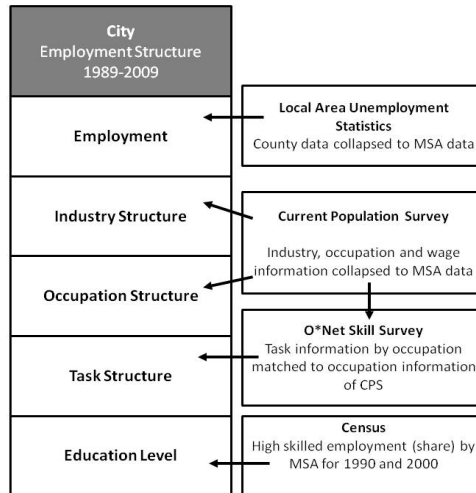 City
Employment Structure
1989-2009
Employment
Industry Structure
Occupation Structure
Task Structure
Education Level
Local Area Unemployment
Statistics
County data collapsed to MSA data
Current Population Survey
Industry, occupation and wage
information collapsed to MSA data
O*Net Skill Survey
Task information by occupation
matched to occupation information
of CPS
Census
High skilled employment (share) by
MSA for 1990 and 2000